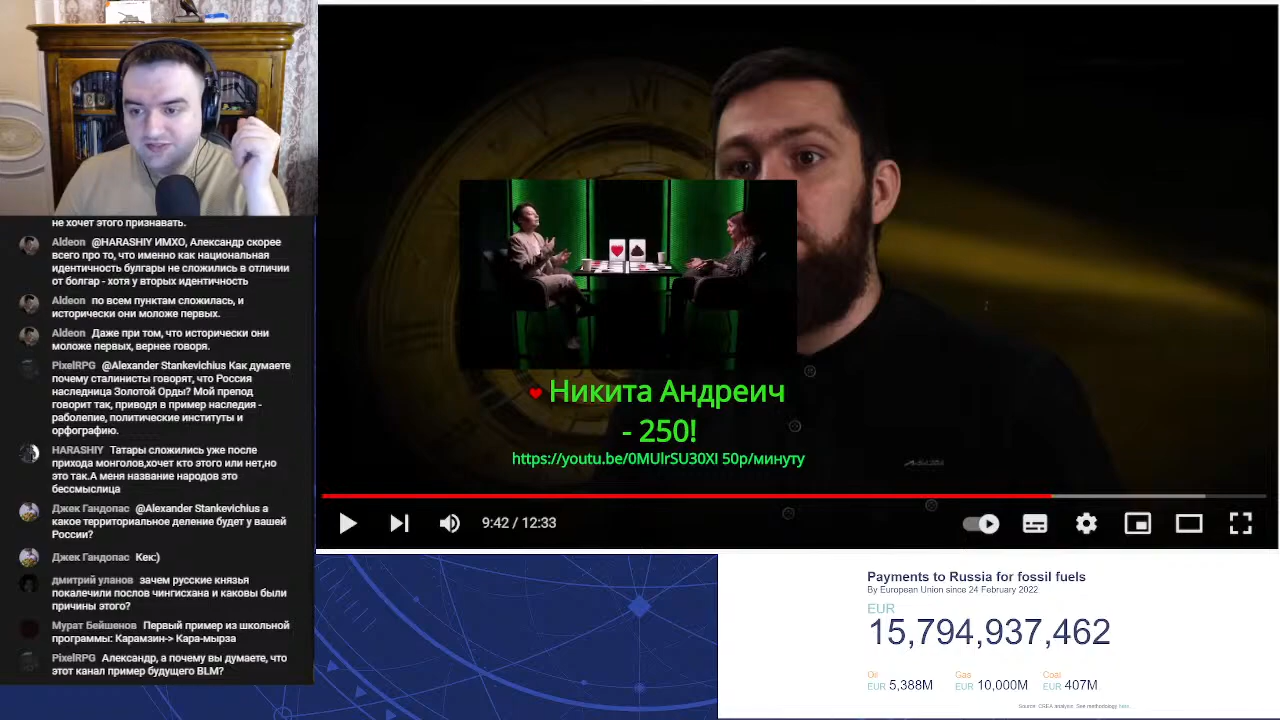 не хочет этого признавать.
Aldeon @HARASHIY ИМХО, Александр скорее
всего про то, что именно как национальная
идентичность булгары не сложились в отличии
от болгар - хотя у вторых идентичность
Aldeon по всем пунктам сложилась, и
исторически они моложе первых.
Aldeon Даже при том, что исторически они
моложе первых, вернее говоря.
PixelRPG @Alexander Stankevichius Как думаете
почему сталинисты говорят, что Россия
наследница Золотой Орды? Мой препод
говорит так, приводя в пример наследия -
раболепие, политические институты и
орфографию.
HARASHIY Татары сложились уже после
прихода монголов,хочет кто этого или нет,но
это так.А меня название народов это
бессмыслица
Джек Гандопас @Alexander Stankevichius а
какое территориальное деление будет у вашей
России?
Джек Гандопас Кек:)
дмитрий уланов зачем русские князья
покалечили послов чингисхана и каковы были
причины этого?
Мурат Бейшенов Первый пример из школьной
программы: Карамзин-> Кара-мырза
PixelRPG Александр, а почему вы думаете, что
этот канал пример будущего BLM?
Никита Андреич
- 250!
https://youtu.be/0MUlrSU30XI 50р/минуту
9:42 / 12:33
Payments to Russia for fossil fuels
By European Union since 24 February 2022
EUR
15,794,937,462
Oil Gas Coal
EUR 5,388M EUR 10,000M EUR 407M
Source: CREA analysis. See methodology here.